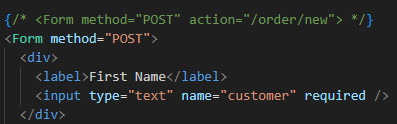 {/* <Form method="POST" action="/order/new"> */}
<Form method="POST">
<div>
<label>First Name</label>
<input type="text" name="customer" required />
</div>